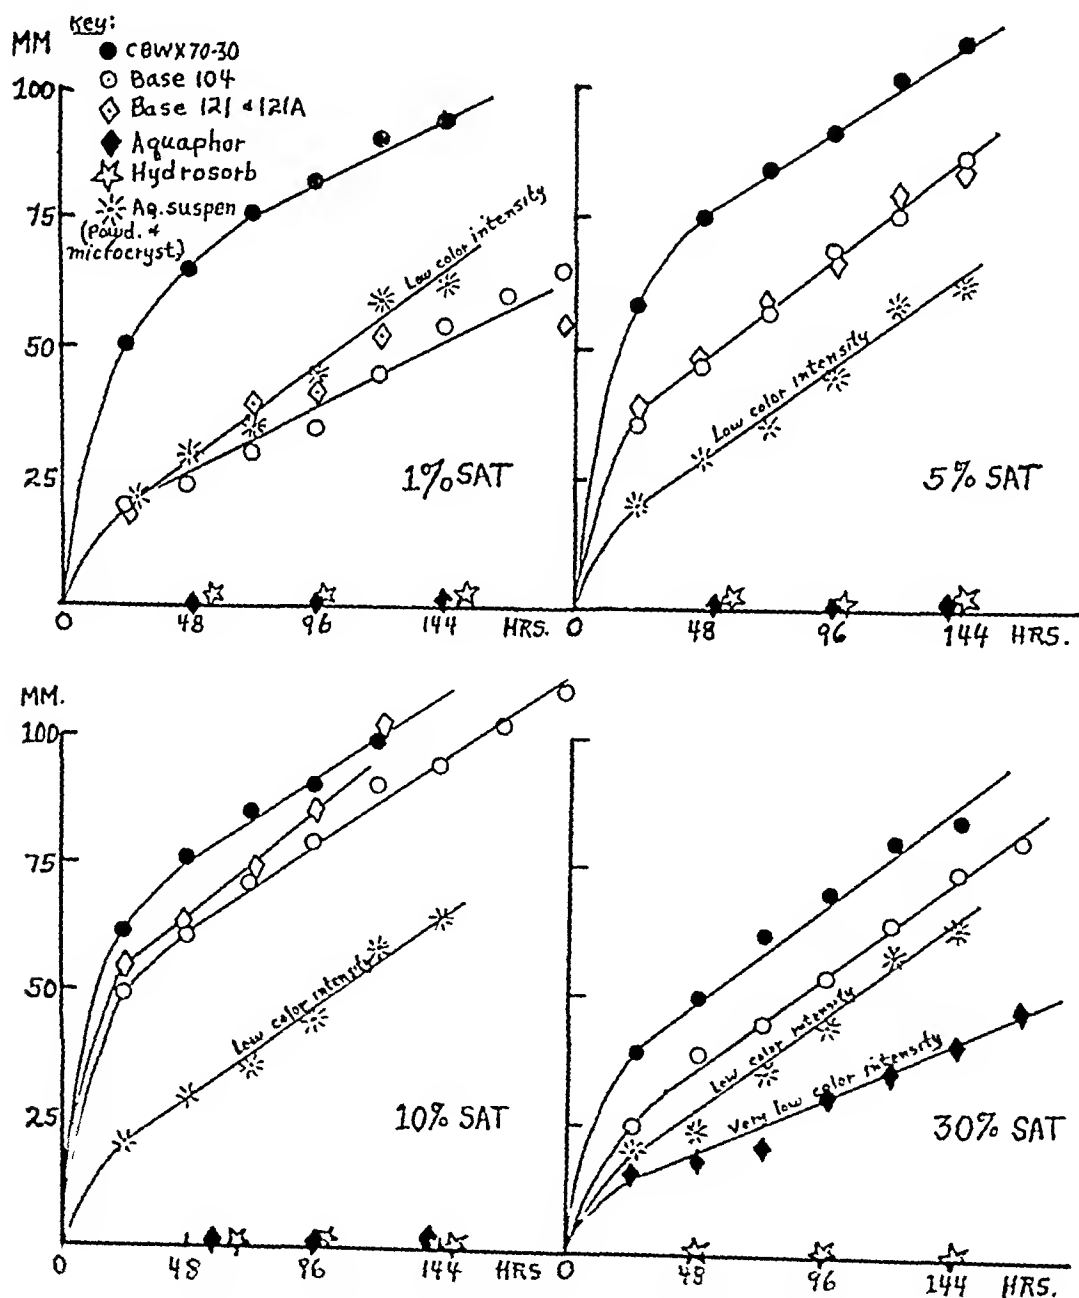 Key:
MM
CBWX70-30
Base 104
100
Base 121 & 121A
Aquaphor
Hydrosorb
75
Aq. suspen
(Powd. &
microcryst.)
Low color intensity
50
Low color intensity
25
1% SAT
5% SAT
0 48 96 144 HRS. 0 48 96 144 HRS.
MM.
100
75
50
Low color intensity
Low color intensity
Very low color intensity
25
10% SAT
30% SAT
0 48 96 144 HRS 0 48 96 144 HRS.